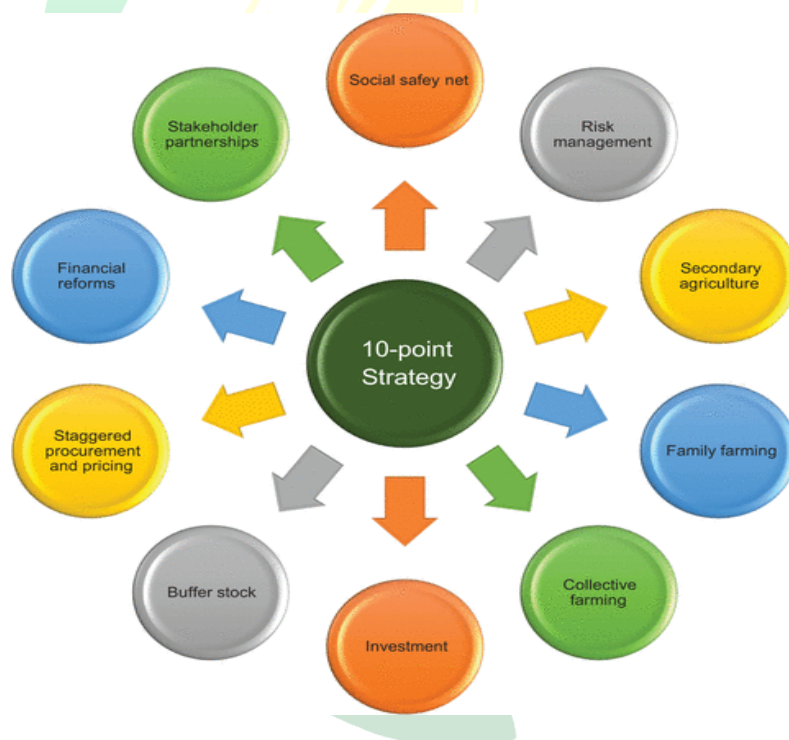 Social safey net
Risk
management
Secondary
agriculture
Family farming
Collective
farming
Investment
Buffer stock
Staggered
procurement
and pricing
Financial
reforms
Stakeholder
partnerships
10-point
Strategy